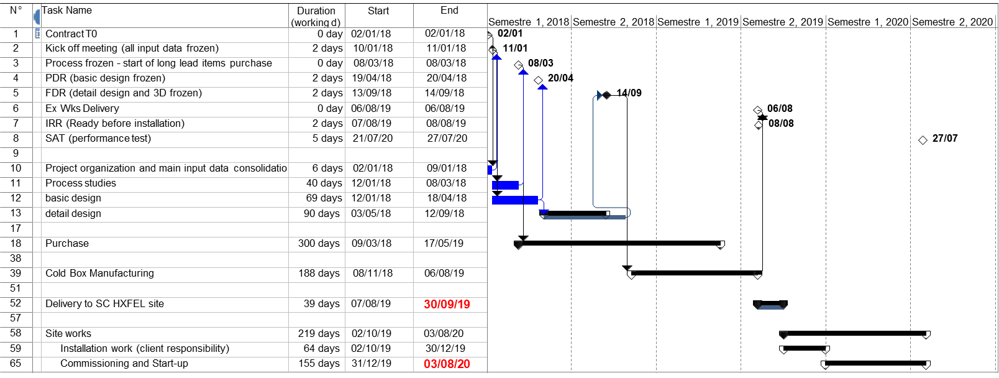 N° Task Name Duration (working d) Start End
Semestre 1, 2018 Semestre 2, 2018 Semestre 1, 2019 Semestre 2, 2019 Semestre 1, 2020 Semestre 2, 2020
1 Contract T0 0 day 02/01/18 02/01/18 02/01
2 Kick off meeting (all input data frozen) 2 days 10/01/18 11/01/18 11/01
3 Process frozen - start of long lead items purchase 0 day 08/03/18 08/03/18 08/03
4 PDR (basic design frozen) 2 days 19/04/18 20/04/18 20/04
5 FDR (detail design and 3D frozen) 2 days 13/09/18 14/09/18 14/09
6 Ex Wks Delivery 0 day 06/08/19 06/08/19 06/08
7 IRR (Ready before installation) 2 days 07/08/19 08/08/19 08/08
8 SAT (performance test) 5 days 21/07/20 27/07/20 27/07
9
10 Project organization and main input data consolidatio 6 days 02/01/18 09/01/18
11 Process studies 40 days 12/01/18 08/03/18
12 basic design 69 days 12/01/18 18/04/18
13 detail design 90 days 03/05/18 12/09/18
17
18 Purchase 300 days 09/03/18 17/05/19
38
39 Cold Box Manufacturing 188 days 08/11/18 06/08/19
51
52 Delivery to SC HXFEL site 39 days 07/08/19 30/09/19
57
58 Site works 219 days 02/10/19 03/08/20
59 Installation work (client responsibility) 64 days 02/10/19 30/12/19
65 Commissioning and Start-up 155 days 31/12/19 03/08/20